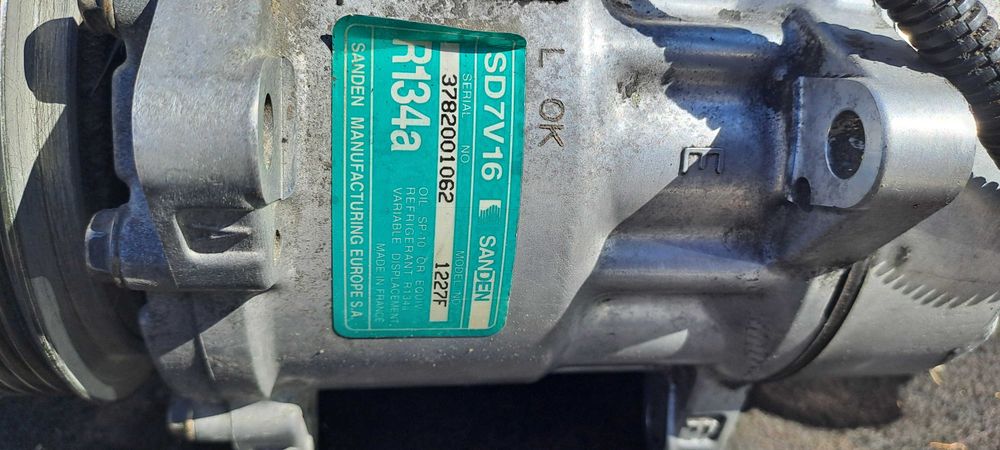 SD7V16 SANDEN
SERIAL NO. MODEL NO.
3782001062 1227F
R134a
OIL SP.10 OR EQUIV.
REFRIGERANT R134a
VARIABLE DISPLACEMENT
MADE IN FRANCE
SANDEN MANUFACTURING EUROPE S.A.
L OK
E